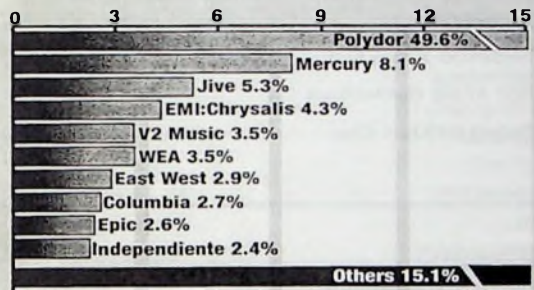 0 3 6 9 12 15
Polydor 49.6%
Mercury 8.1%
Jive 5.3%
EMI:Chrysalis 4.3%
V2 Music 3.5%
WEA 3.5%
East West 2.9%
Columbia 2.7%
Epic 2.6%
Independiente 2.4%
Others 15.1%